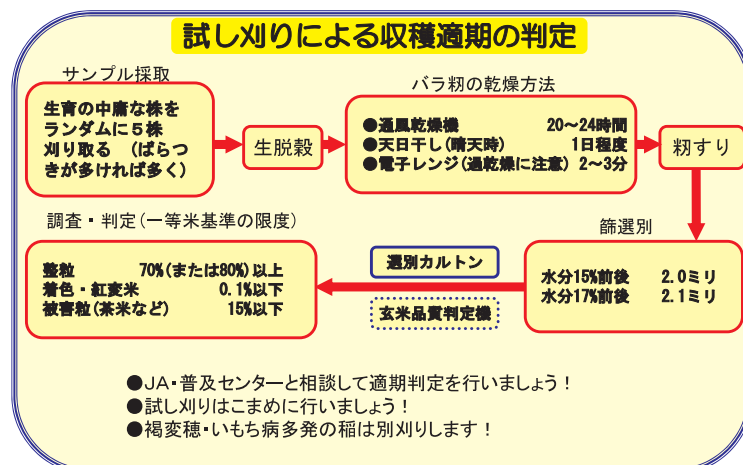 試し刈りによる収穫適期の判定
サンプル採取
生育の中庸な株を
ランダムに5株
刈り取る (ばらつ
きが多ければ多く)
生脱穀
バラ籾の乾燥方法
●通風乾燥機 20~24時間
●天日干し(晴天時) 1日程度
●電子レンジ(過乾燥に注意) 2~3分
籾すり
篩選別
水分15%前後 2.0ミリ
水分17%前後 2.1ミリ
選別カルトン
玄米品質判定機
調査・判定(一等米基準の限度)
整粒 70%(または80%)以上
着色・紅変米 0.1%以下
被害粒(茶米など) 15%以下
●JA・普及センターと相談して適期判定を行いましょう!
●試し刈りはこまめに行いましょう!
●褐変穂・いもち病多発の稲は別刈りします!